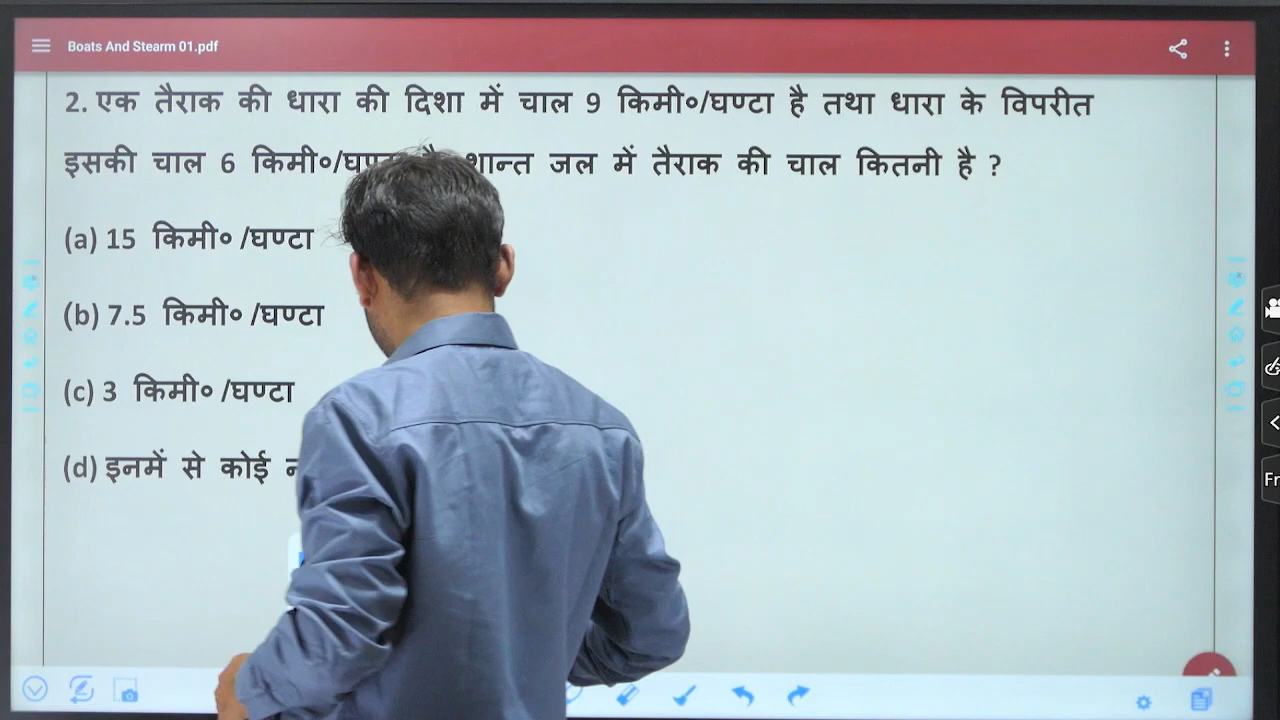 Boats And Stearm 01.pdf
2. एक तैराक की धारा की दिशा में चाल 9 किमी०/घण्टा है तथा धारा के विपरीत
इसकी चाल 6 शान्त जल में तैराक की चाल कितनी है ?
(a) 15 किमी० /घण्टा
(b) 7.5 किमी० /घण्टा
(c) 3 किमी० /घण्टा
(d) इनमें से कोई
Fr